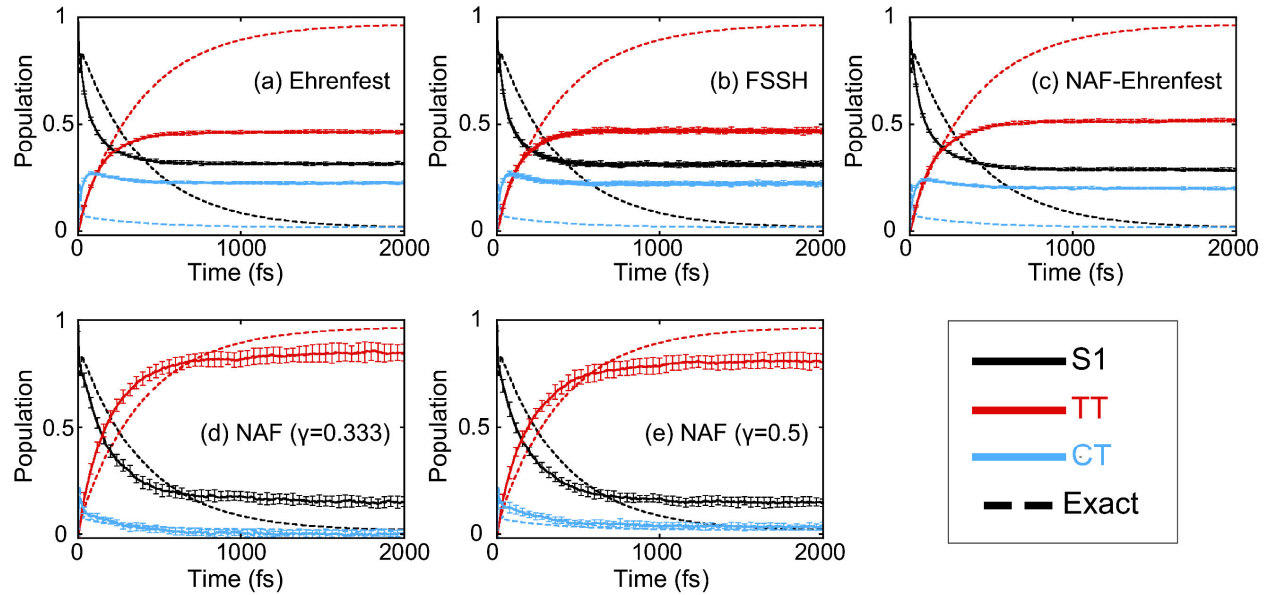 1
0.5
0
Population
(a) Ehrenfest
0 1000 2000
Time (fs)
1
0.5
0
Population
(b) FSSH
0 1000 2000
Time (fs)
1
0.5
0
Population
(c) NAF-Ehrenfest
0 1000 2000
Time (fs)
1
0.5
0
Population
(d) NAF (γ=0.333)
0 1000 2000
Time (fs)
1
0.5
0
Population
(e) NAF (γ=0.5)
0 1000 2000
Time (fs)
S1
TT
CT
Exact